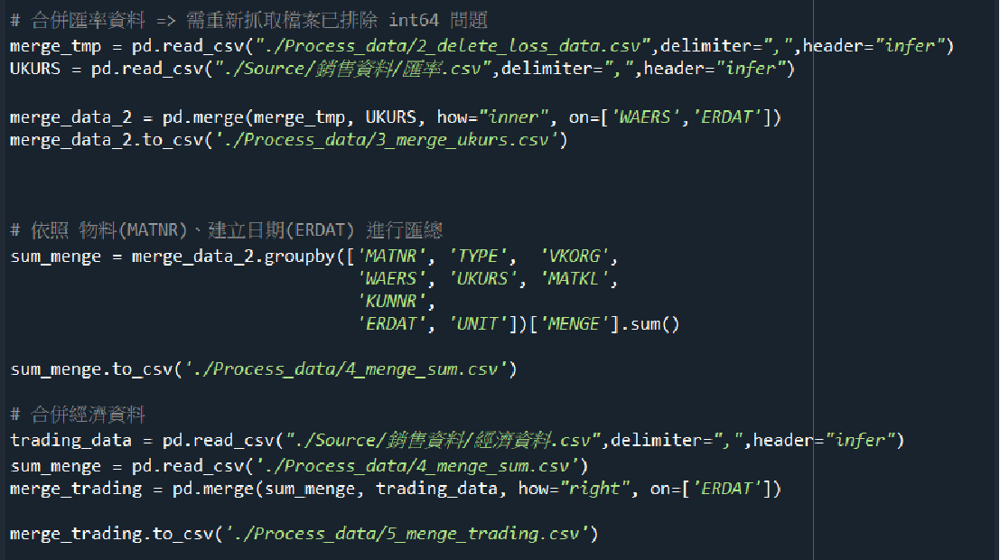 # 合併匯率資料 => 需重新抓取檔案已排除 int64 問題
merge_tmp = pd.read_csv("./Process_data/2_delete_loss_data.csv",delimiter=",",header="infer")
UKURS = pd.read_csv("./Source/銷售資料/匯率.csv",delimiter=",",header="infer")
merge_data_2 = pd.merge(merge_tmp, UKURS, how="inner", on=['WAERS','ERDAT'])
merge_data_2.to_csv('./Process_data/3_merge_ukurs.csv')
# 依照 物料(MATNR)、建立日期(ERDAT) 進行匯總
sum_menge = merge_data_2.groupby(['MATNR', 'TYPE',  'VKORG',
'WAERS', 'UKURS', 'MATKL',
'KUNNR',
'ERDAT', 'UNIT'])['MENGE'].sum()
sum_menge.to_csv('./Process_data/4_menge_sum.csv')
# 合併經濟資料
trading_data = pd.read_csv("./Source/銷售資料/經濟資料.csv",delimiter=",",header="infer")
sum_menge = pd.read_csv('./Process_data/4_menge_sum.csv')
merge_trading = pd.merge(sum_menge, trading_data, how="right", on=['ERDAT'])
merge_trading.to_csv('./Process_data/5_menge_trading.csv')